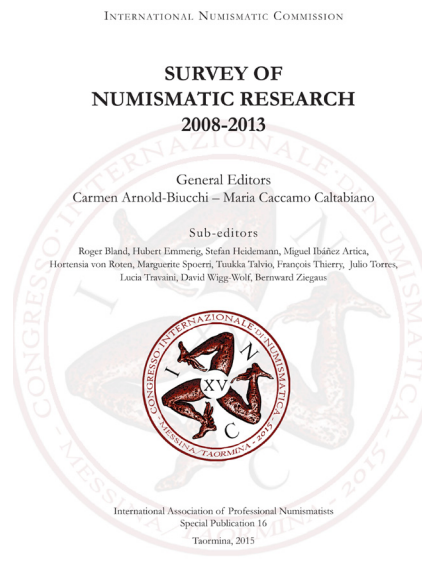 INTERNATIONAL NUMISMATIC COMMISSION
SURVEY OF
NUMISMATIC RESEARCH
2008-2013
General Editors
Carmen Arnold-Biucchi – Maria Caccamo Caltabiano
Sub-editors
Roger Bland, Hubert Emmerig, Stefan Heidemann, Miguel Ibáñez Artica,
Hortensia von Roten, Marguerite Spoerri, Tuukka Talvio, François Thierry, Julio Torres,
Lucia Travaini, David Wigg-Wolf, Bernward Ziegaus
CONGRESSO·INTERNAZIONALE·DI·NUMISMATICA
I N
XV
C
- MESSINA/TAORMINA - 2015 -
International Association of Professional Numismatists
Special Publication 16
Taormina, 2015